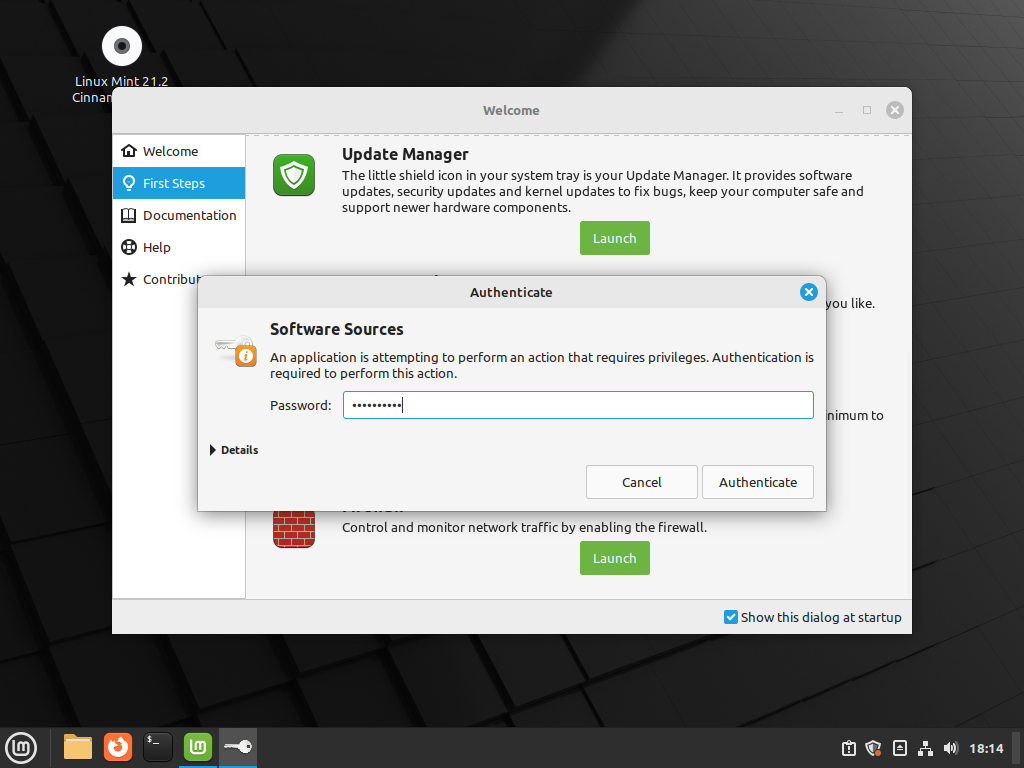 Linux Mint 21.2
Welcome
Welcome
First Steps
Documentation
Help
Update Manager
The little shield icon in your system tray is your Update Manager. It provides software
updates, security updates and kernel updates to fix bugs, keep your computer safe and
support newer hardware components.
Launch
you like.
Authenticate
Software Sources
An application is attempting to perform an action that requires privileges. Authentication is
required to perform this action.
Password: ••••••••••
Details
Cancel
Authenticate
to
Control and monitor network traffic by enabling the firewall.
Launch
Show this dialog at startup
18:14